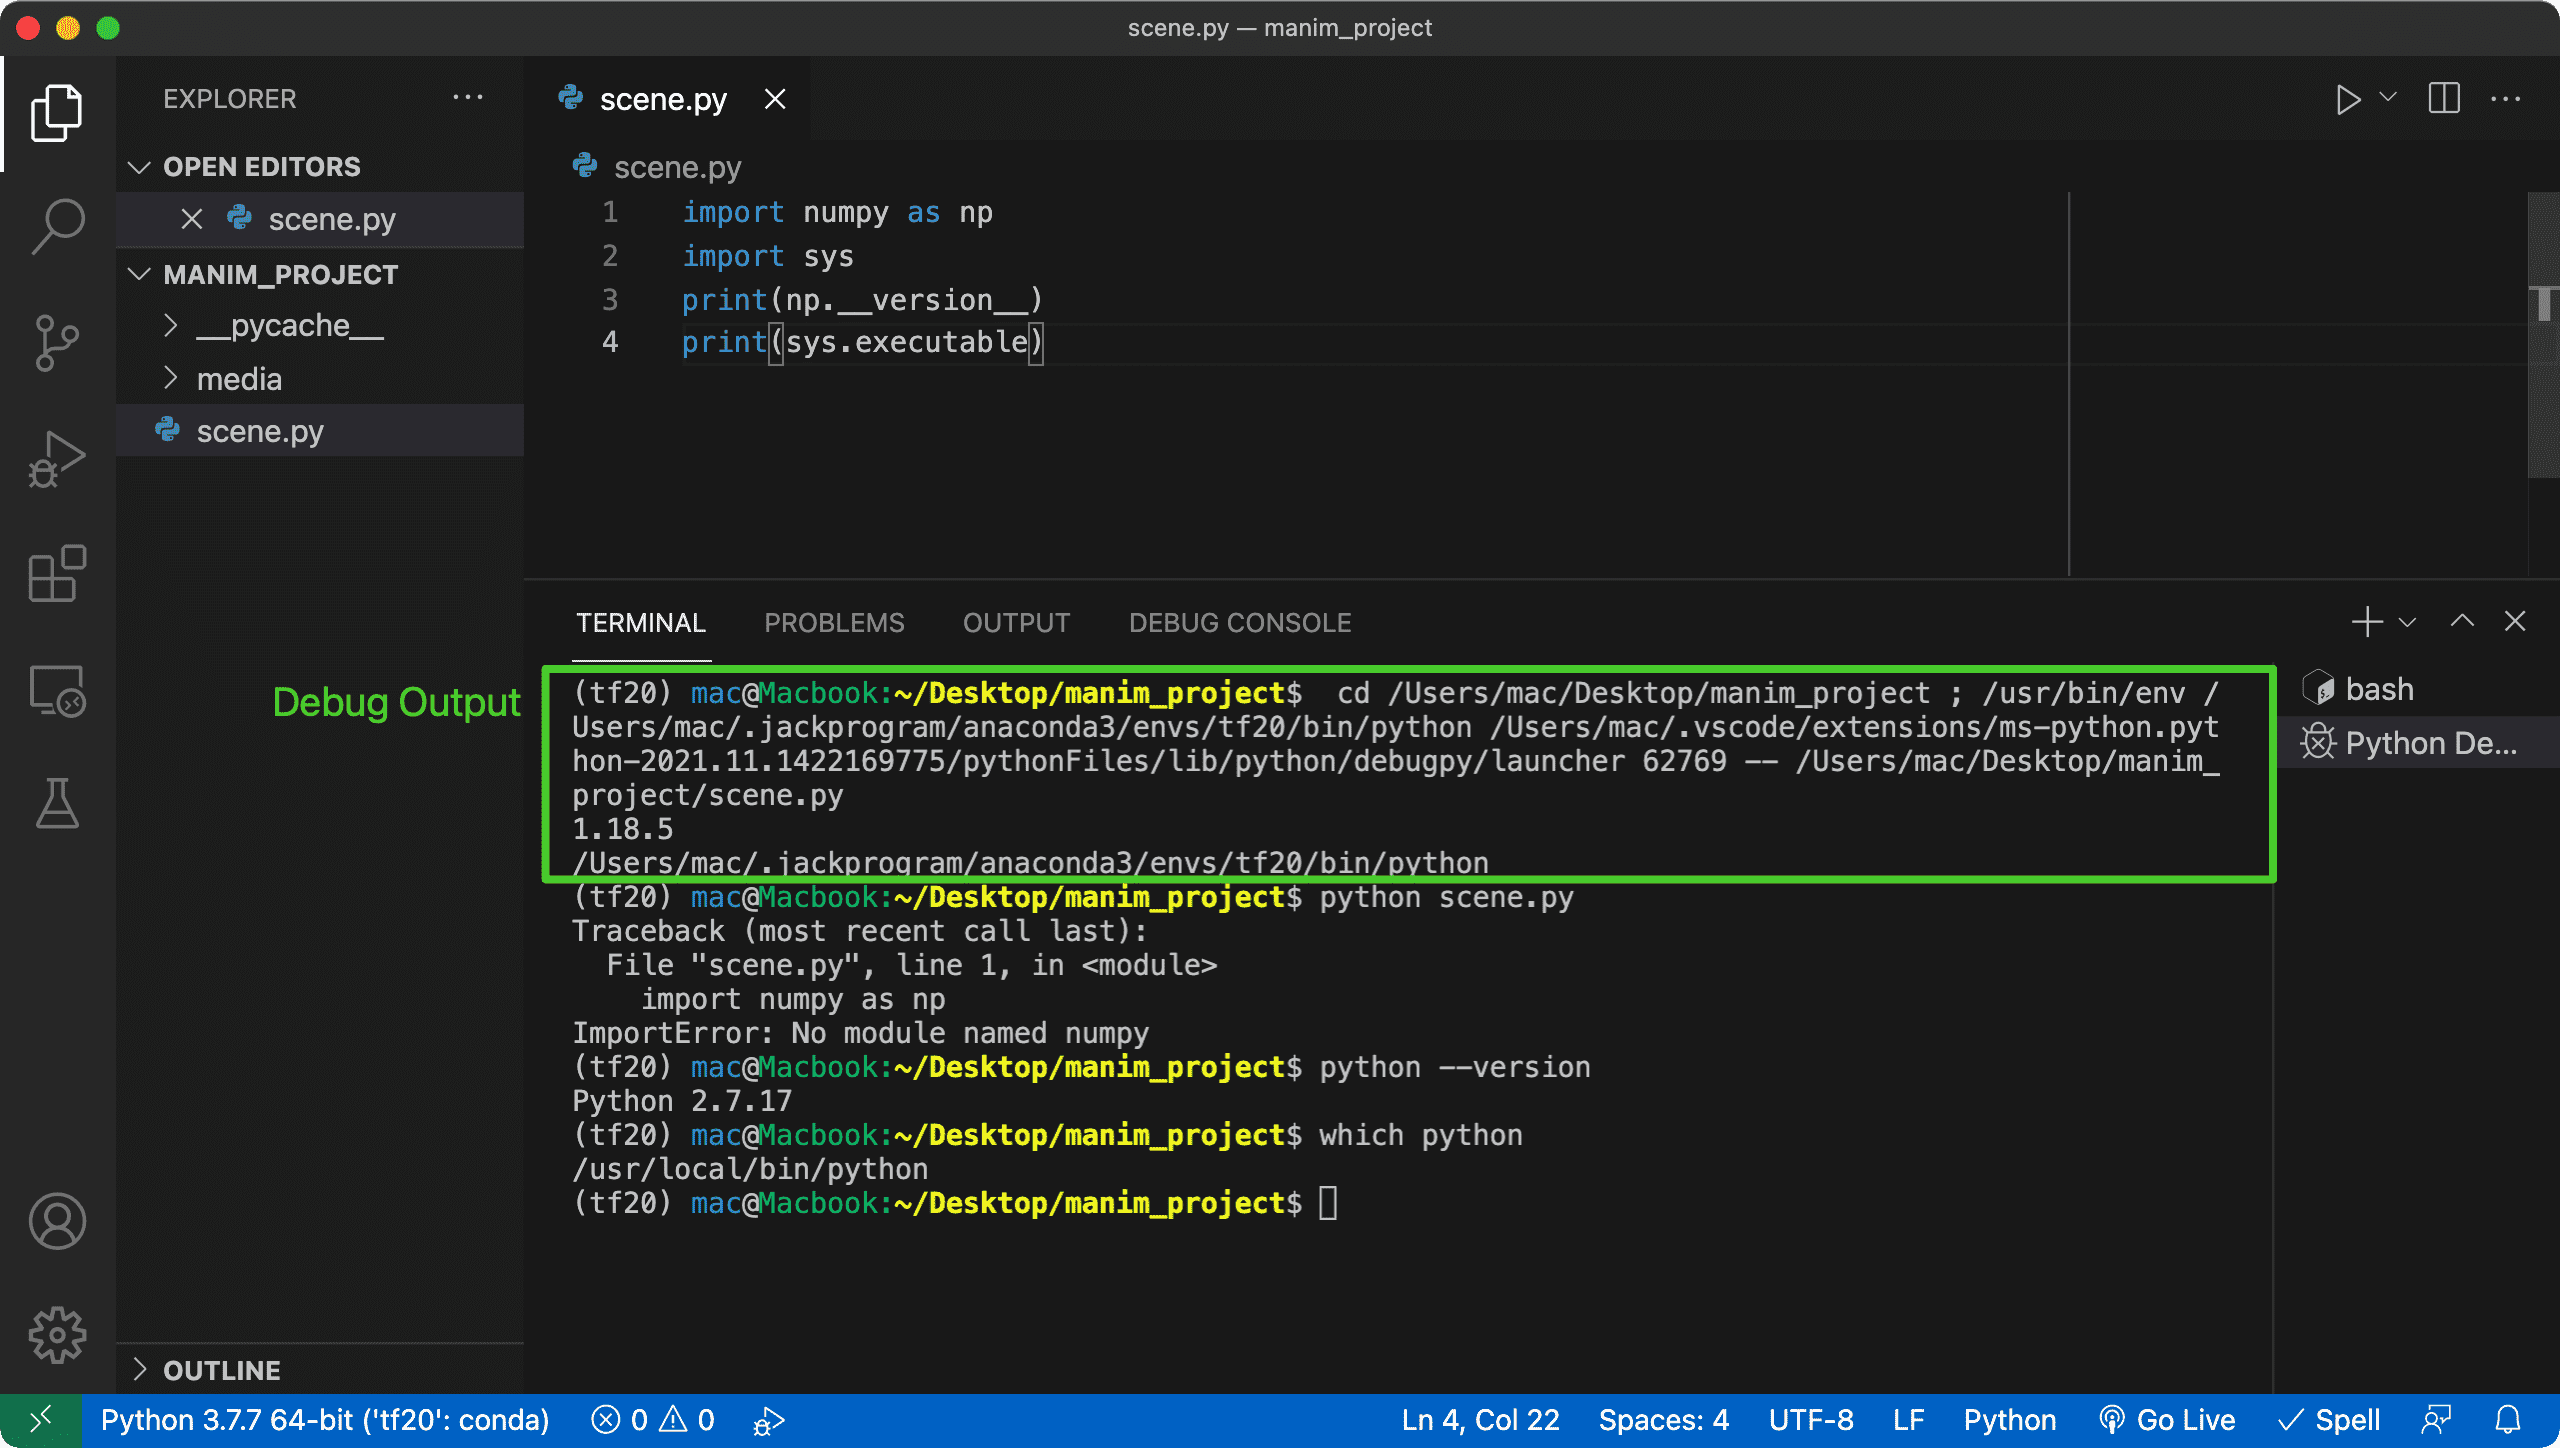 scene.py — manim_project
EXPLORER
OPEN EDITORS
scene.py
MANIM_PROJECT
__pycache__
media
scene.py
OUTLINE
scene.py
scene.py
1 import numpy as np
2 import sys
3 print(np.__version__)
4 print(sys.executable)
TERMINAL PROBLEMS OUTPUT DEBUG CONSOLE
Debug Output
(tf20) mac@Macbook:~/Desktop/manim_project$  cd /Users/mac/Desktop/manim_project ; /usr/bin/env /
Users/mac/.jackprogram/anaconda3/envs/tf20/bin/python /Users/mac/.vscode/extensions/ms-python.pyt
hon-2021.11.1422169775/pythonFiles/lib/python/debugpy/launcher 62769 -- /Users/mac/Desktop/manim_
project/scene.py
1.18.5
/Users/mac/.jackprogram/anaconda3/envs/tf20/bin/python
(tf20) mac@Macbook:~/Desktop/manim_project$ python scene.py
Traceback (most recent call last):
  File "scene.py", line 1, in <module>
    import numpy as np
ImportError: No module named numpy
(tf20) mac@Macbook:~/Desktop/manim_project$ python --version
Python 2.7.17
(tf20) mac@Macbook:~/Desktop/manim_project$ which python
/usr/local/bin/python
(tf20) mac@Macbook:~/Desktop/manim_project$
bash
Python De...
Python 3.7.7 64-bit ('tf20': conda) 0 0 Ln 4, Col 22 Spaces: 4 UTF-8 LF Python Go Live Spell